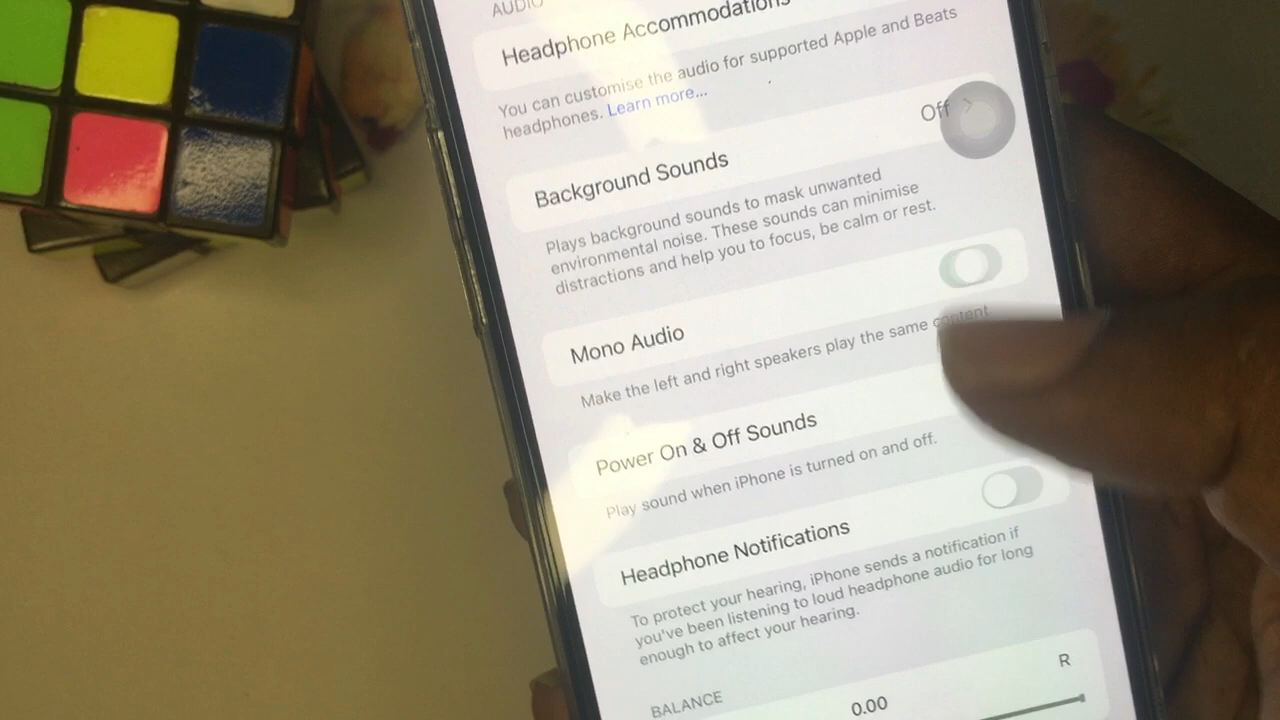 AUDIO
Headphone Accommodations
You can customise the audio for supported Apple and Beats
headphones. Learn more...
Background Sounds Off
Plays background sounds to mask unwanted
environmental noise. These sounds can minimise
distractions and help you to focus, be calm or rest.
Mono Audio
Make the left and right speakers play the same content.
Power On & Off Sounds
Play sound when iPhone is turned on and off.
Headphone Notifications
To protect your hearing, iPhone sends a notification if
you've been listening to loud headphone audio for long
enough to affect your hearing.
BALANCE
0.00 R